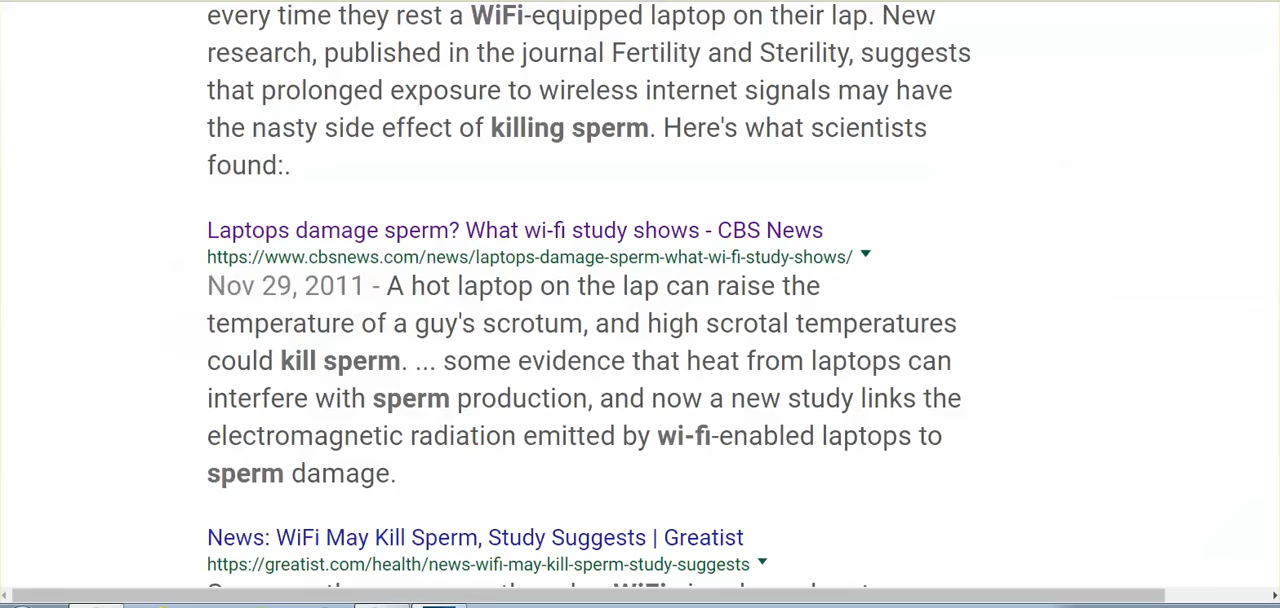 every time they rest a WiFi-equipped laptop on their lap. New
research, published in the journal Fertility and Sterility, suggests
that prolonged exposure to wireless internet signals may have
the nasty side effect of killing sperm. Here's what scientists
found:.
Laptops damage sperm? What wi-fi study shows - CBS News
https://www.cbsnews.com/news/laptops-damage-sperm-what-wi-fi-study-shows/
Nov 29, 2011 - A hot laptop on the lap can raise the
temperature of a guy's scrotum, and high scrotal temperatures
could kill sperm. ... some evidence that heat from laptops can
interfere with sperm production, and now a new study links the
electromagnetic radiation emitted by wi-fi-enabled laptops to
sperm damage.
News: WiFi May Kill Sperm, Study Suggests | Greatist
https://greatist.com/health/news-wifi-may-kill-sperm-study-suggests